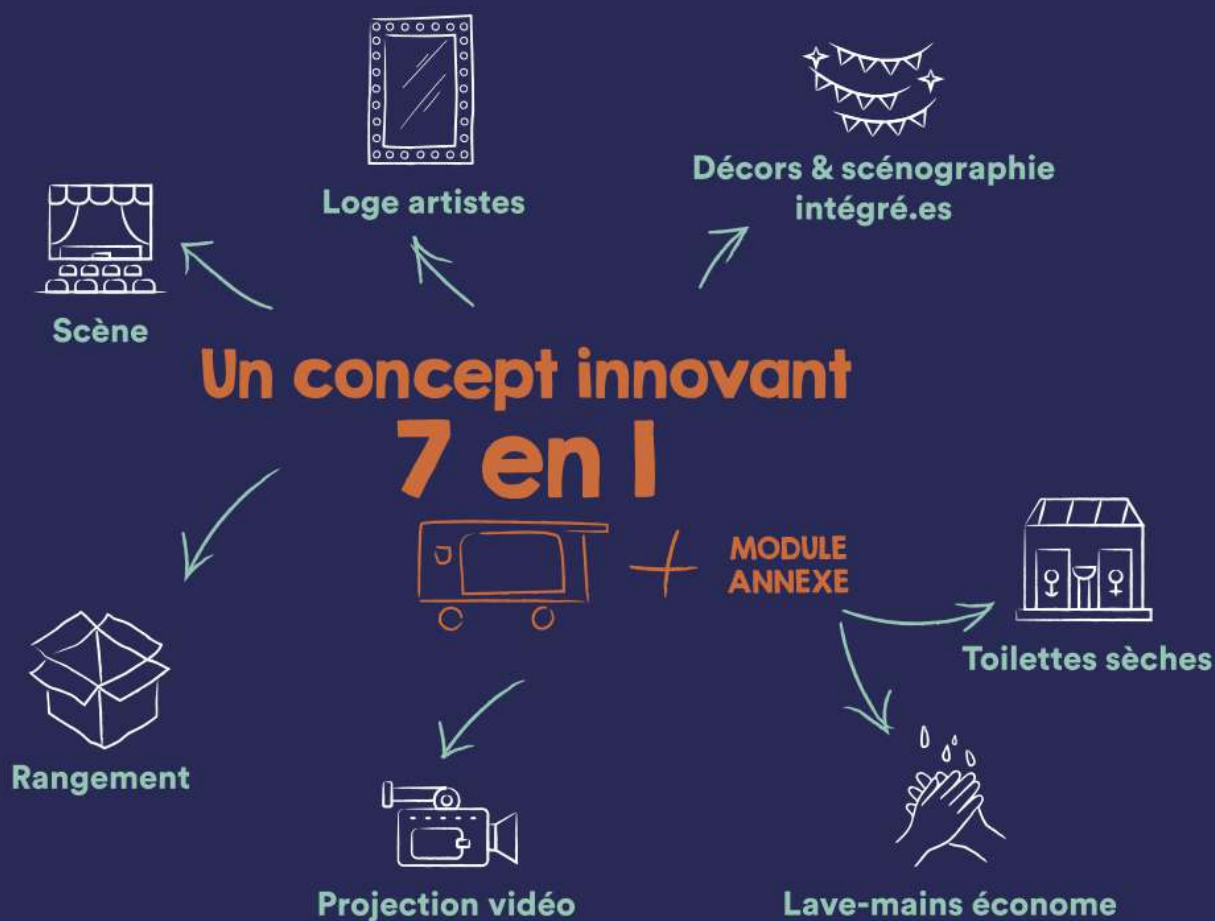 Loge artistes
Décors & scénographie
intégré.es
Scène
Un concept innovant
7 en 1
MODULE
ANNEXE
Toilettes sèches
Rangement
Projection vidéo
Lave-mains économe